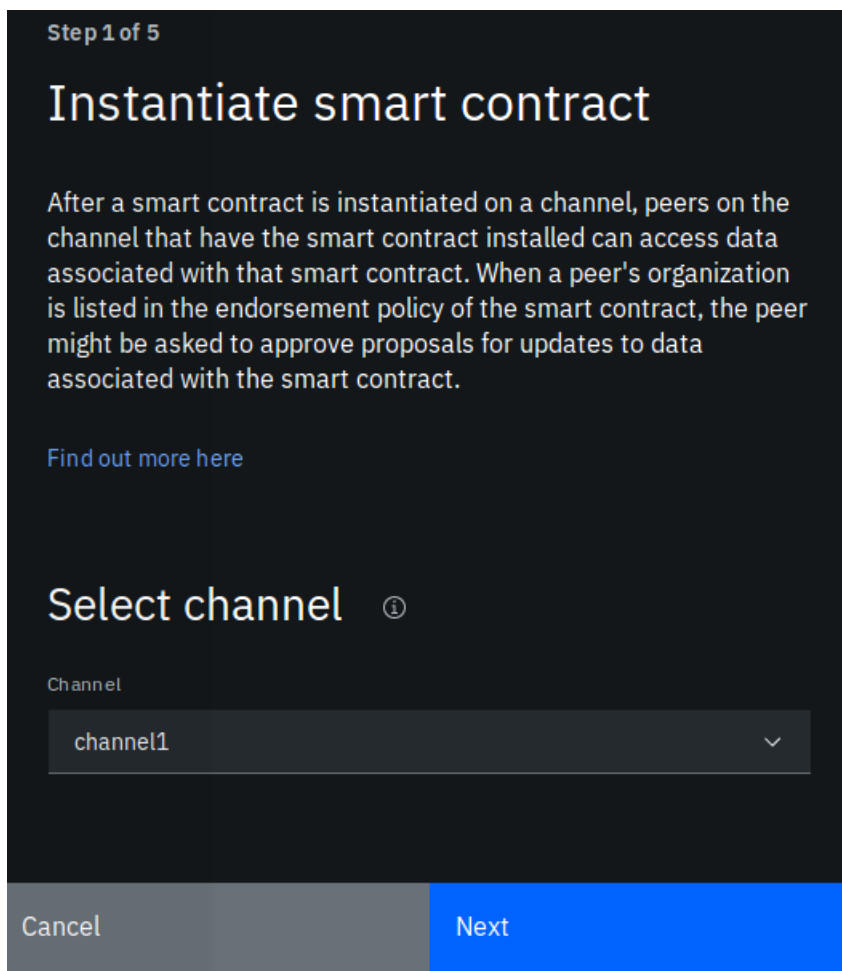 Step 1 of 5
Instantiate smart contract
After a smart contract is instantiated on a channel, peers on the
channel that have the smart contract installed can access data
associated with that smart contract. When a peer's organization
is listed in the endorsement policy of the smart contract, the peer
might be asked to approve proposals for updates to data
associated with the smart contract.
Find out more here
Select channel
Channel
channel1
Cancel
Next